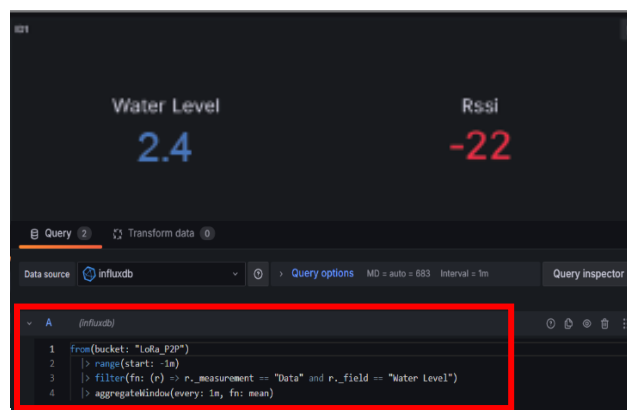 Water Level Rssi
2.4 -22
Query 2 Transform data 0
Data source influxdb Query options MD = auto = 683 Interval = 1m Query inspector
A (influxdb)
1 from(bucket: "LoRa_P2P")
2 |> range(start: -1m)
3 |> filter(fn: (r) => r._measurement == "Data" and r._field == "Water Level")
4 |> aggregateWindow(every: 1m, fn: mean)